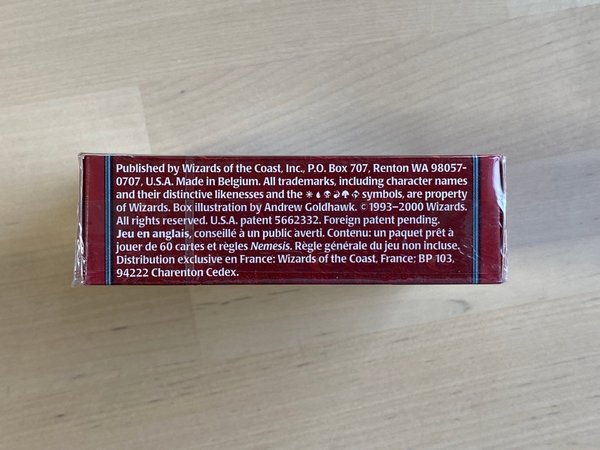 Published by Wizards of the Coast, Inc., P.O. Box 707, Renton WA 98057-
0707, U.S.A. Made in Belgium. All trademarks, including character names
and their distinctive likenesses and the symbols, are property
of Wizards. Box illustration by Andrew Goldhawk. © 1993–2000 Wizards.
All rights reserved. U.S.A. patent 5662332. Foreign patent pending.
Jeu en anglais, conseillé à un public averti. Contenu: un paquet prêt à
jouer de 60 cartes et règles Nemesis. Règle générale du jeu non incluse.
Distribution exclusive en France: Wizards of the Coast, France; BP 103,
94222 Charenton Cedex.